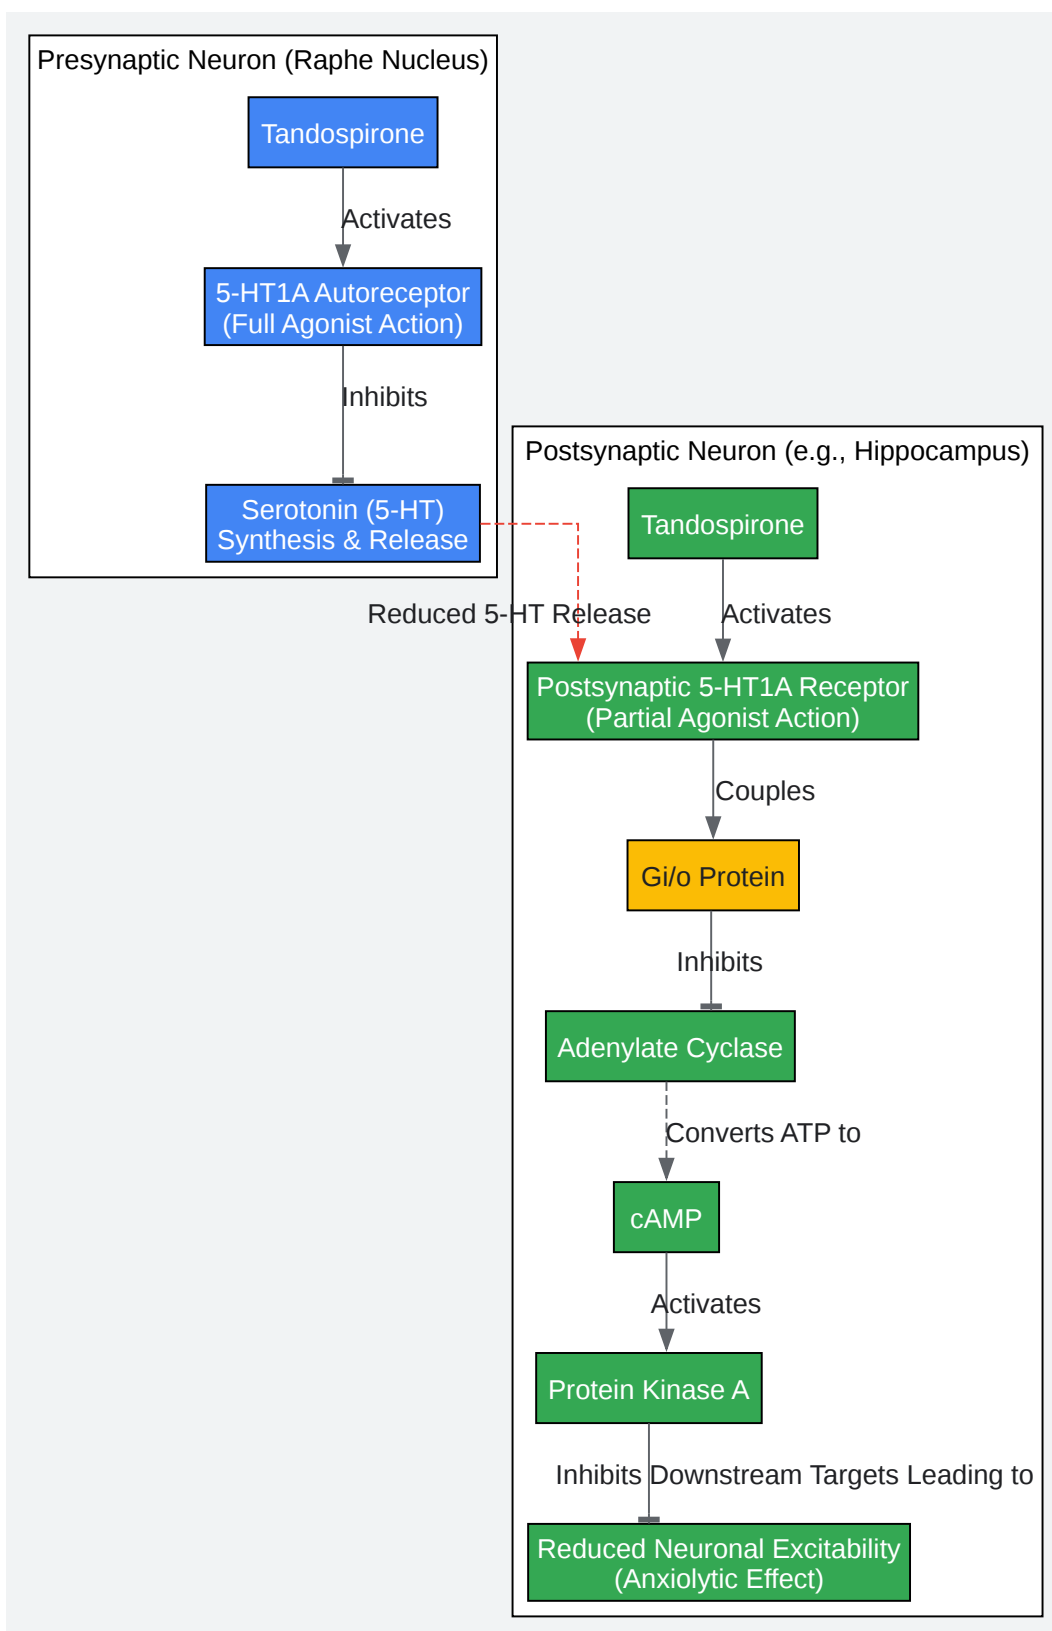 Presynaptic Neuron (Raphe Nucleus)
Tandospirone
Activates
5-HT1A Autoreceptor
(Full Agonist Action)
Inhibits
Serotonin (5-HT)
Synthesis & Release
Reduced 5-HT Release
Postsynaptic Neuron (e.g., Hippocampus)
Tandospirone
Activates
Postsynaptic 5-HT1A Receptor
(Partial Agonist Action)
Couples
Gi/o Protein
Inhibits
Adenylate Cyclase
Converts ATP to
cAMP
Activates
Protein Kinase A
Inhibits Downstream Targets Leading to
Reduced Neuronal Excitability
(Anxiolytic Effect)